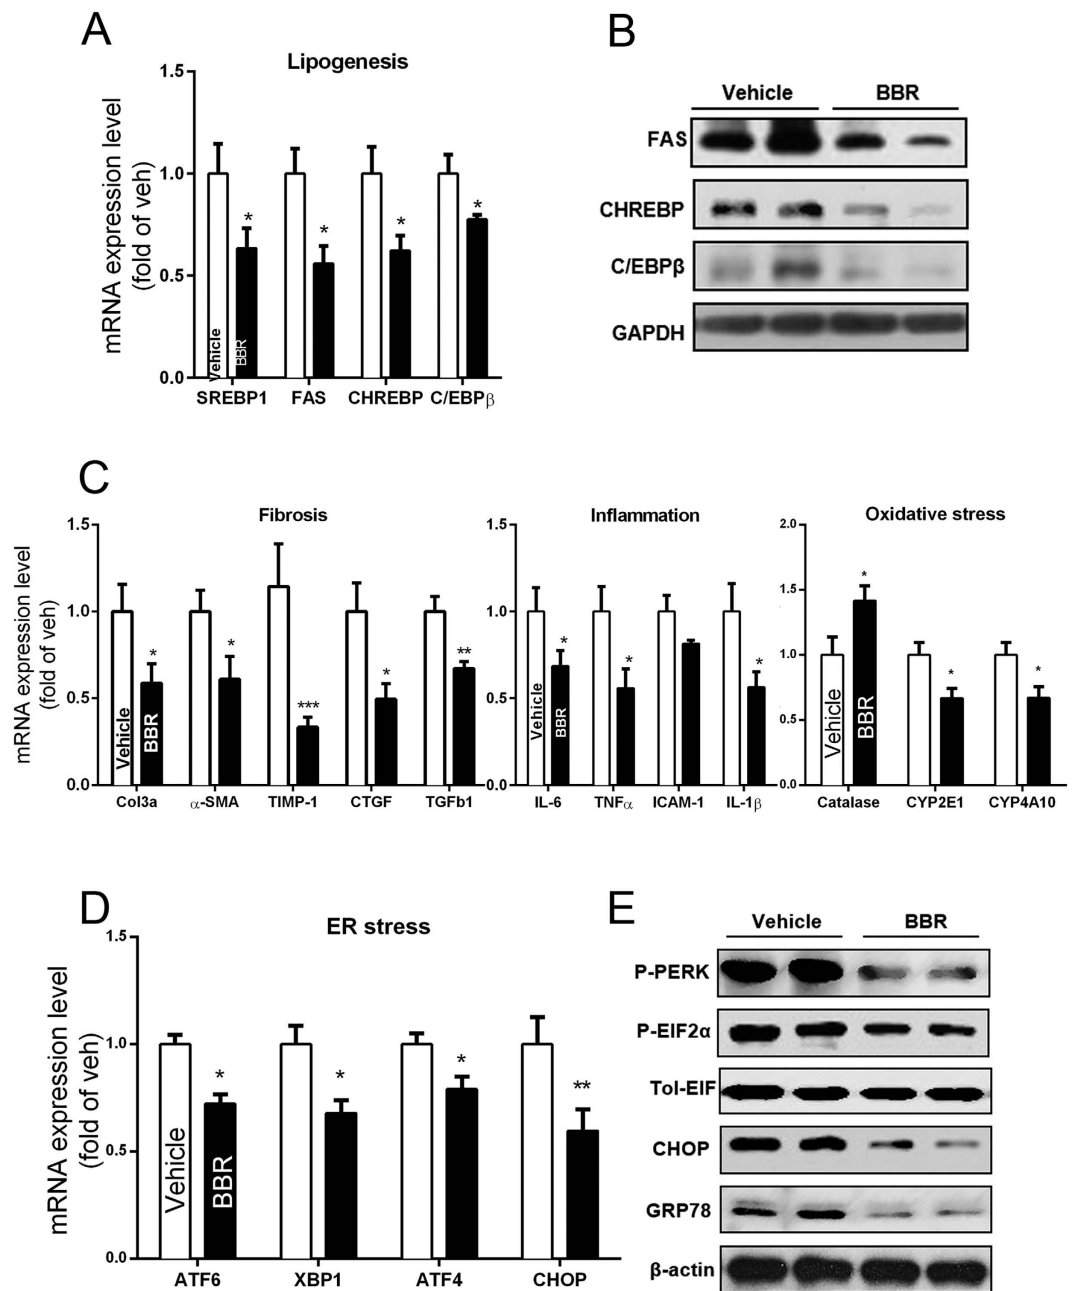 A
Lipogenesis
mRNA expression level
(fold of veh)
1.5
1.0
0.5
0.0
* * * *
Vehicle
BBR
SREBP1 FAS CHREBP C/EBPβ
B
Vehicle BBR
FAS
CHREBP
C/EBPβ
GAPDH
C
mRNA expression level
(fold of veh)
Fibrosis
1.5
1.0
0.5
0.0
* * *** * **
Vehicle
BBR
Col3a α-SMA TIMP-1 CTGF TGFb1
Inflammation
1.5
1.0
0.5
0.0
* * *
Vehicle
BBR
IL-6 TNFα ICAM-1 IL-1β
Oxidative stress
2.0
1.5
1.0
0.5
0.0
* * *
Vehicle
BBR
Catalase CYP2E1 CYP4A10
D
ER stress
mRNA expression level
(fold of veh)
1.5
1.0
0.5
0.0
* * * **
Vehicle
BBR
ATF6 XBP1 ATF4 CHOP
E
Vehicle BBR
P-PERK
P-EIF2α
Tol-EIF
CHOP
GRP78
β-actin